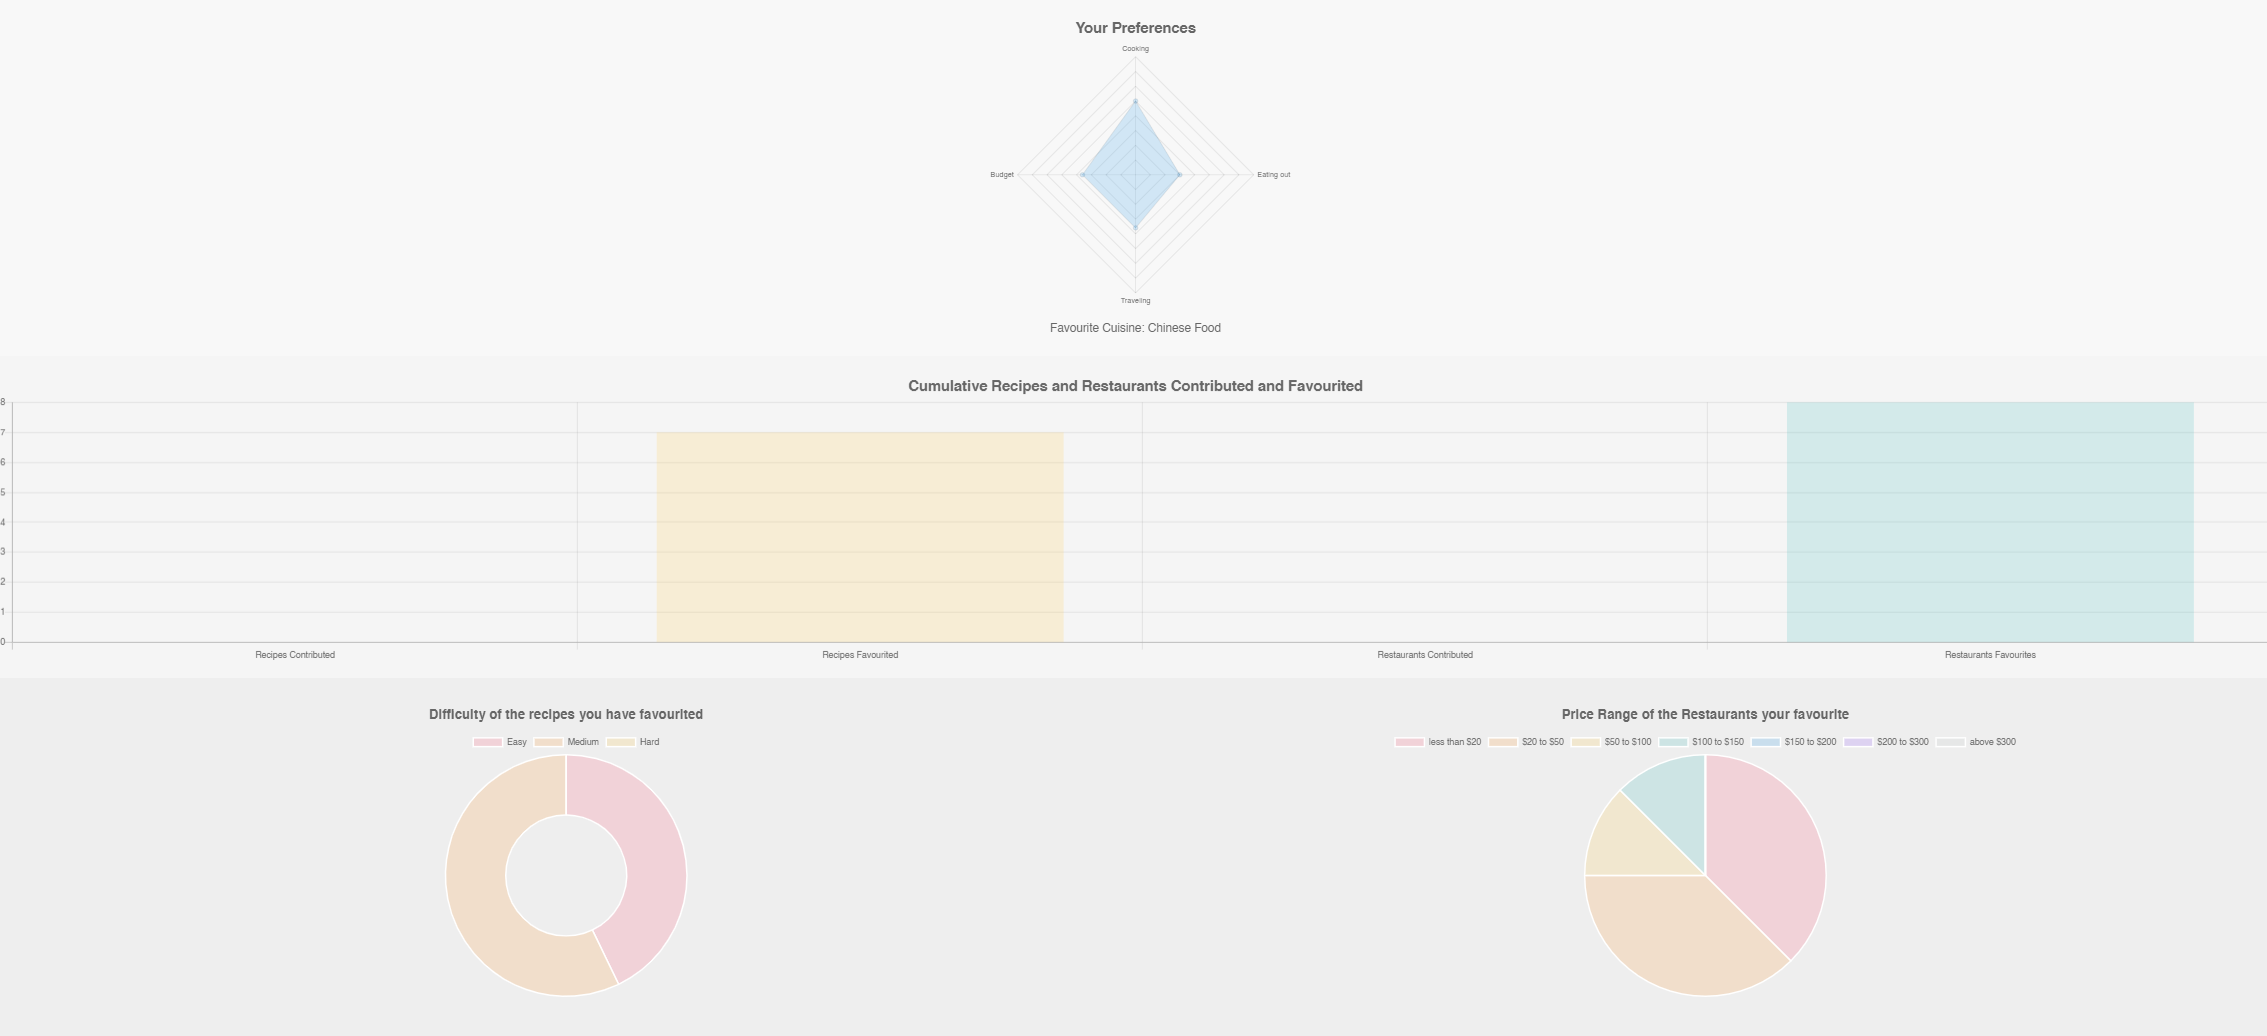 Your Preferences
Cooking
Budget
Eating out
Traveling
Favourite Cuisine: Chinese Food
Cumulative Recipes and Restaurants Contributed and Favourited
8
7
6
5
4
3
2
1
0
Recipes Contributed Recipes Favourited Restaurants Contributed Restaurants Favourites
Difficulty of the recipes you have favourited
Easy Medium Hard
Price Range of the Restaurants your favourite
less than $20 $20 to $50 $50 to $100 $100 to $150 $150 to $200 $200 to $300 above $300